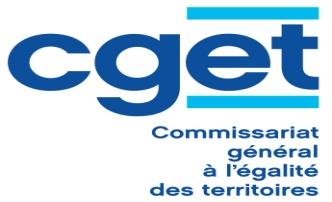 cget
Commissariat
général
à l'égalité
des territoires